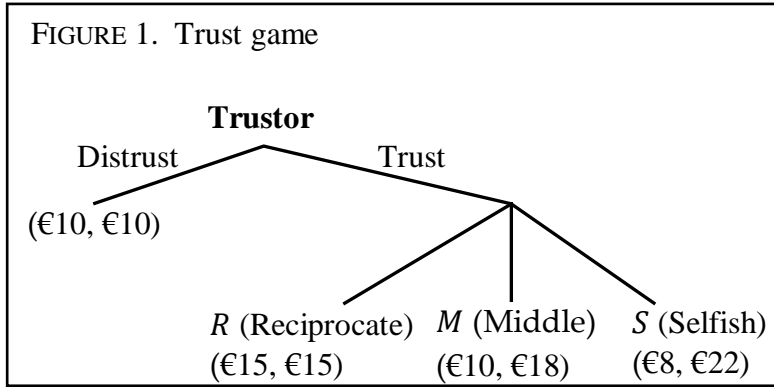 FIGURE 1. Trust game
Trustor
Distrust Trust
(€10, €10)
R (Reciprocate) M (Middle) S (Selfish)
(€15, €15) (€10, €18) (€8, €22)